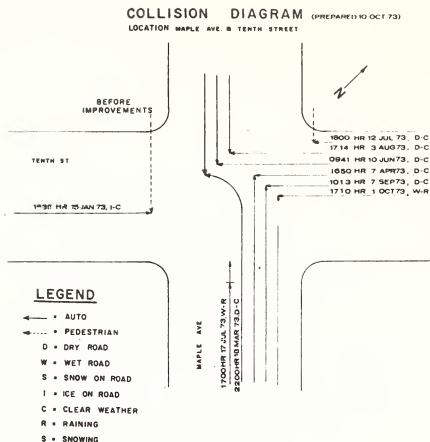 COLLISION DIAGRAM (PREPARED 10 OCT 73)
LOCATION MAPLE AVE. & TENTH STREET
N
BEFORE
IMPROVEMENTS
1800 HR 12 JUL 73, D-C
1714 HR 3 AUG 73, D-C
0941 HR 10 JUN 73, D-C
1650 HR 7 APR 73, D-C
1013 HR 7 SEP 73, D-C
1710 HR 1 OCT 73, W-R
TENTH ST
HR 15 JAN 73, I-C
MAPLE AVE
1700 HR 17 JUL 73, W-R
2200 HR 18 MAR 73, D-C
LEGEND
= AUTO
= PEDESTRIAN
D = DRY ROAD
W = WET ROAD
S = SNOW ON ROAD
I = ICE ON ROAD
C = CLEAR WEATHER
R = RAINING
S = SNOWING